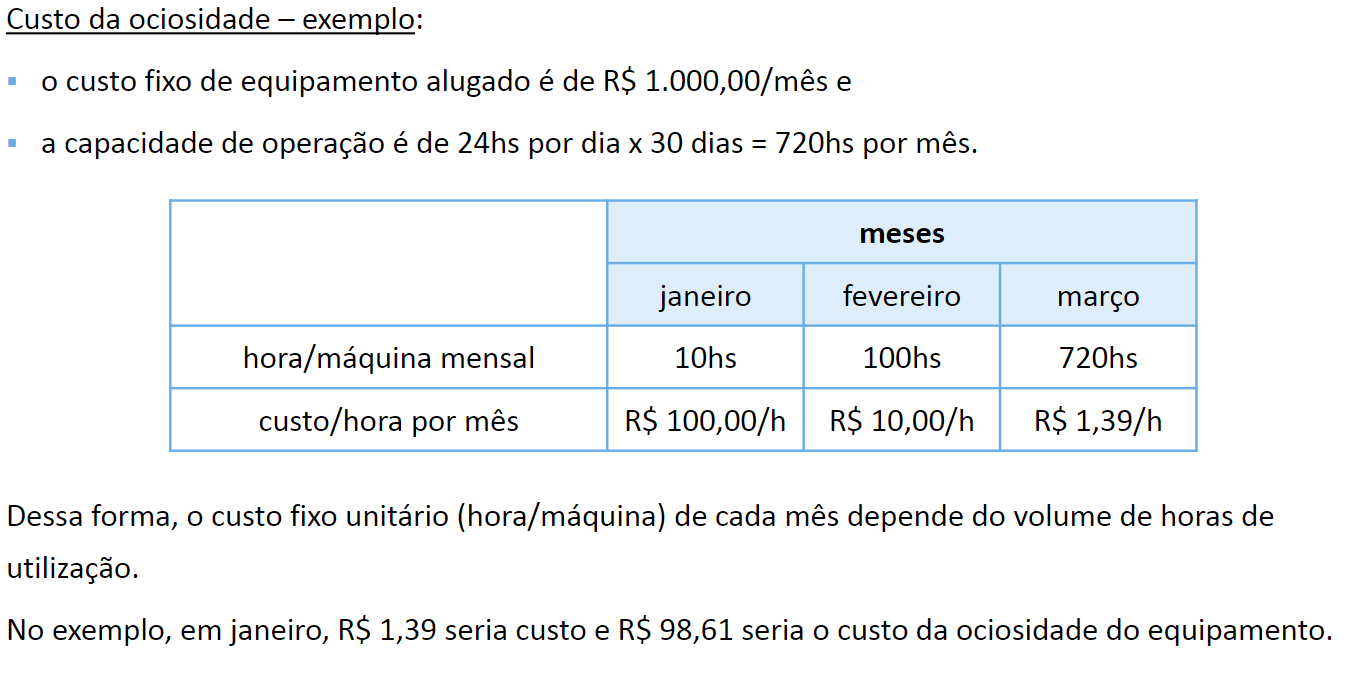 Custo da ociosidade – exemplo:
▪ o custo fixo de equipamento alugado é de R$ 1.000,00/mês e
▪ a capacidade de operação é de 24hs por dia x 30 dias = 720hs por mês.
meses
janeiro fevereiro março
hora/máquina mensal 10hs 100hs 720hs
custo/hora por mês R$ 100,00/h R$ 10,00/h R$ 1,39/h
Dessa forma, o custo fixo unitário (hora/máquina) de cada mês depende do volume de horas de
utilização.
No exemplo, em janeiro, R$ 1,39 seria custo e R$ 98,61 seria o custo da ociosidade do equipamento.